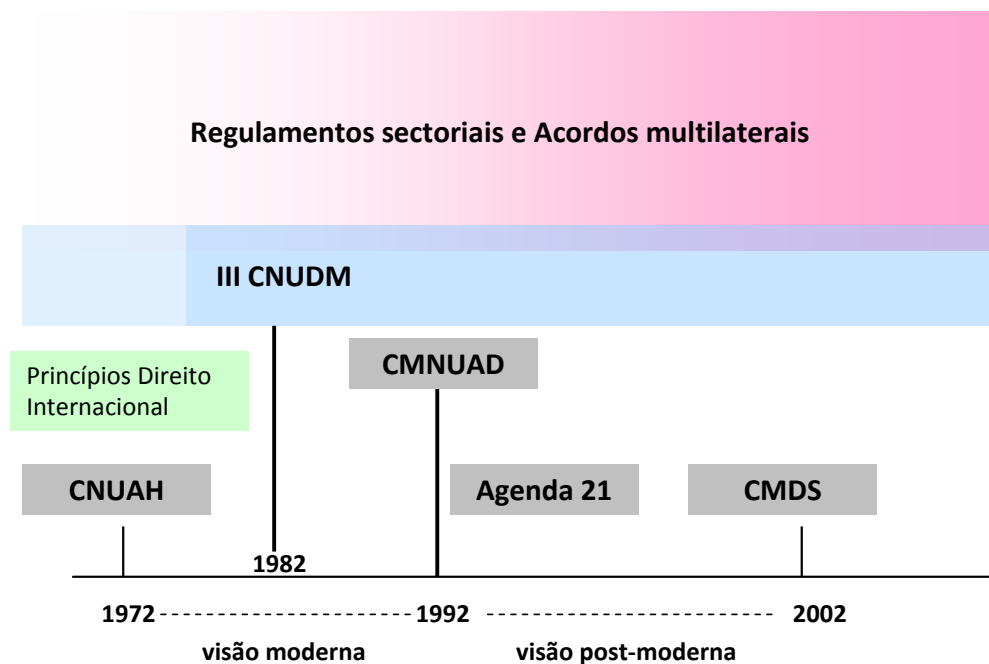 Regulamentos sectoriais e Acordos multilaterais
III CNUDM
CMNUAD
Princípios Direito
Internacional
CNUAH
Agenda 21
CMDS
1982
1972 1992 2002
visão moderna visão post-moderna